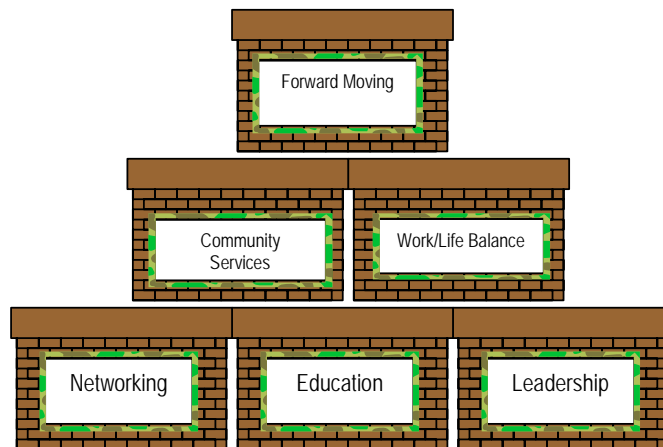 Forward Moving
Community
Services
Work/Life Balance
Networking
Education
Leadership